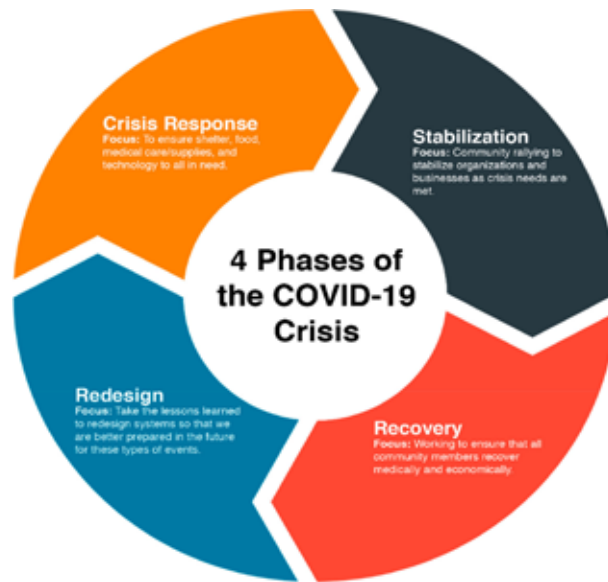 4 Phases of
the COVID-19
Crisis
Crisis Response
Focus: To ensure shelter, food,
medical care/supplies, and
technology to all in need.
Stabilization
Focus: Community rallying to
stabilize organizations and
businesses as crisis needs are
met.
Recovery
Focus: Working to ensure that all
community members recover
medically and economically.
Redesign
Focus: Take the lessons learned
to redesign systems so that we
are better prepared in the future
for these types of events.